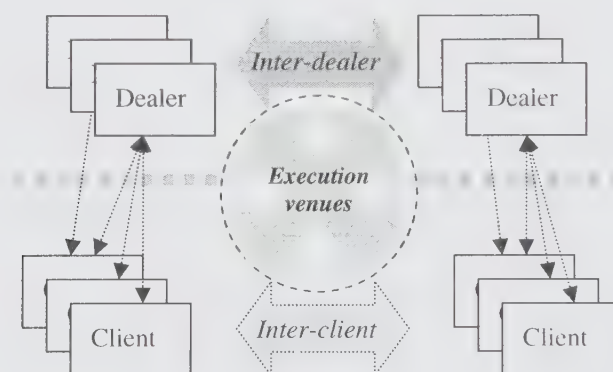 Inter-dealer
Dealer
Dealer
Execution
venues
Client
Inter-client
Client